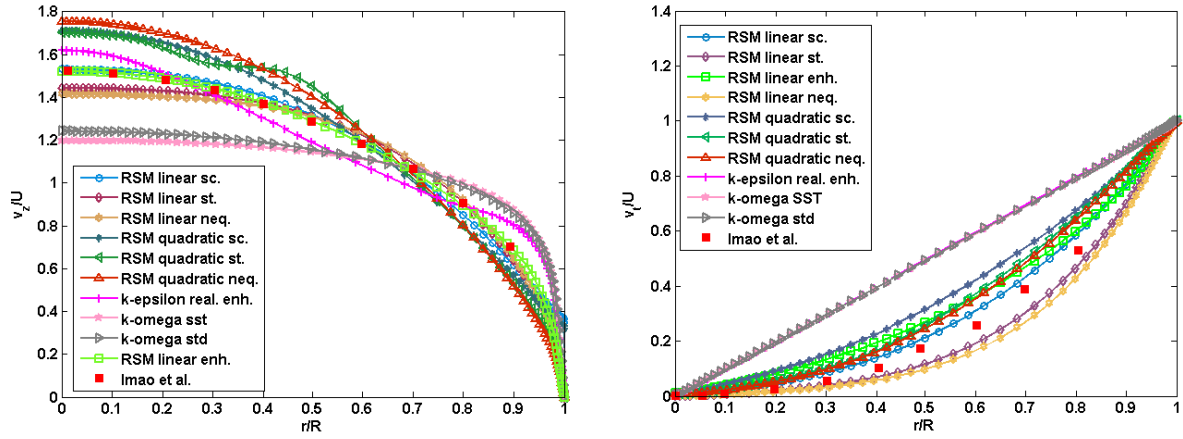 1.8
1.6
1.4
1.2
1
0.8
0.6
0.4
0.2
0
v_z/U
RSM linear sc.
RSM linear st.
RSM linear neq.
RSM quadratic sc.
RSM quadratic st.
RSM quadratic neq.
k-epsilon real. enh.
k-omega sst
k-omega std
RSM linear enh.
Imao et al.
0 0.1 0.2 0.3 0.4 0.5 0.6 0.7 0.8 0.9 1
r/R
1.4
1.2
1
0.8
0.6
0.4
0.2
0
v_t/U
RSM linear sc.
RSM linear st.
RSM linear enh.
RSM linear neq.
RSM quadratic sc.
RSM quadratic st.
RSM quadratic neq.
k-epsilon real. enh.
k-omega SST
k-omega std
Imao et al.
0 0.1 0.2 0.3 0.4 0.5 0.6 0.7 0.8 0.9 1
r/R